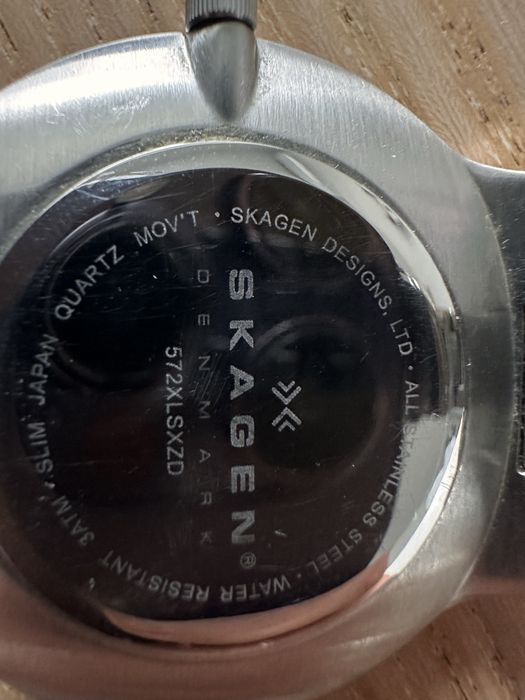 SKAGEN®
DENMARK
572XLSXZD
SKAGEN DESIGNS, LTD · ALL STAINLESS STEEL · WATER RESISTANT 3ATM · SLIM JAPAN QUARTZ MOV'T ·